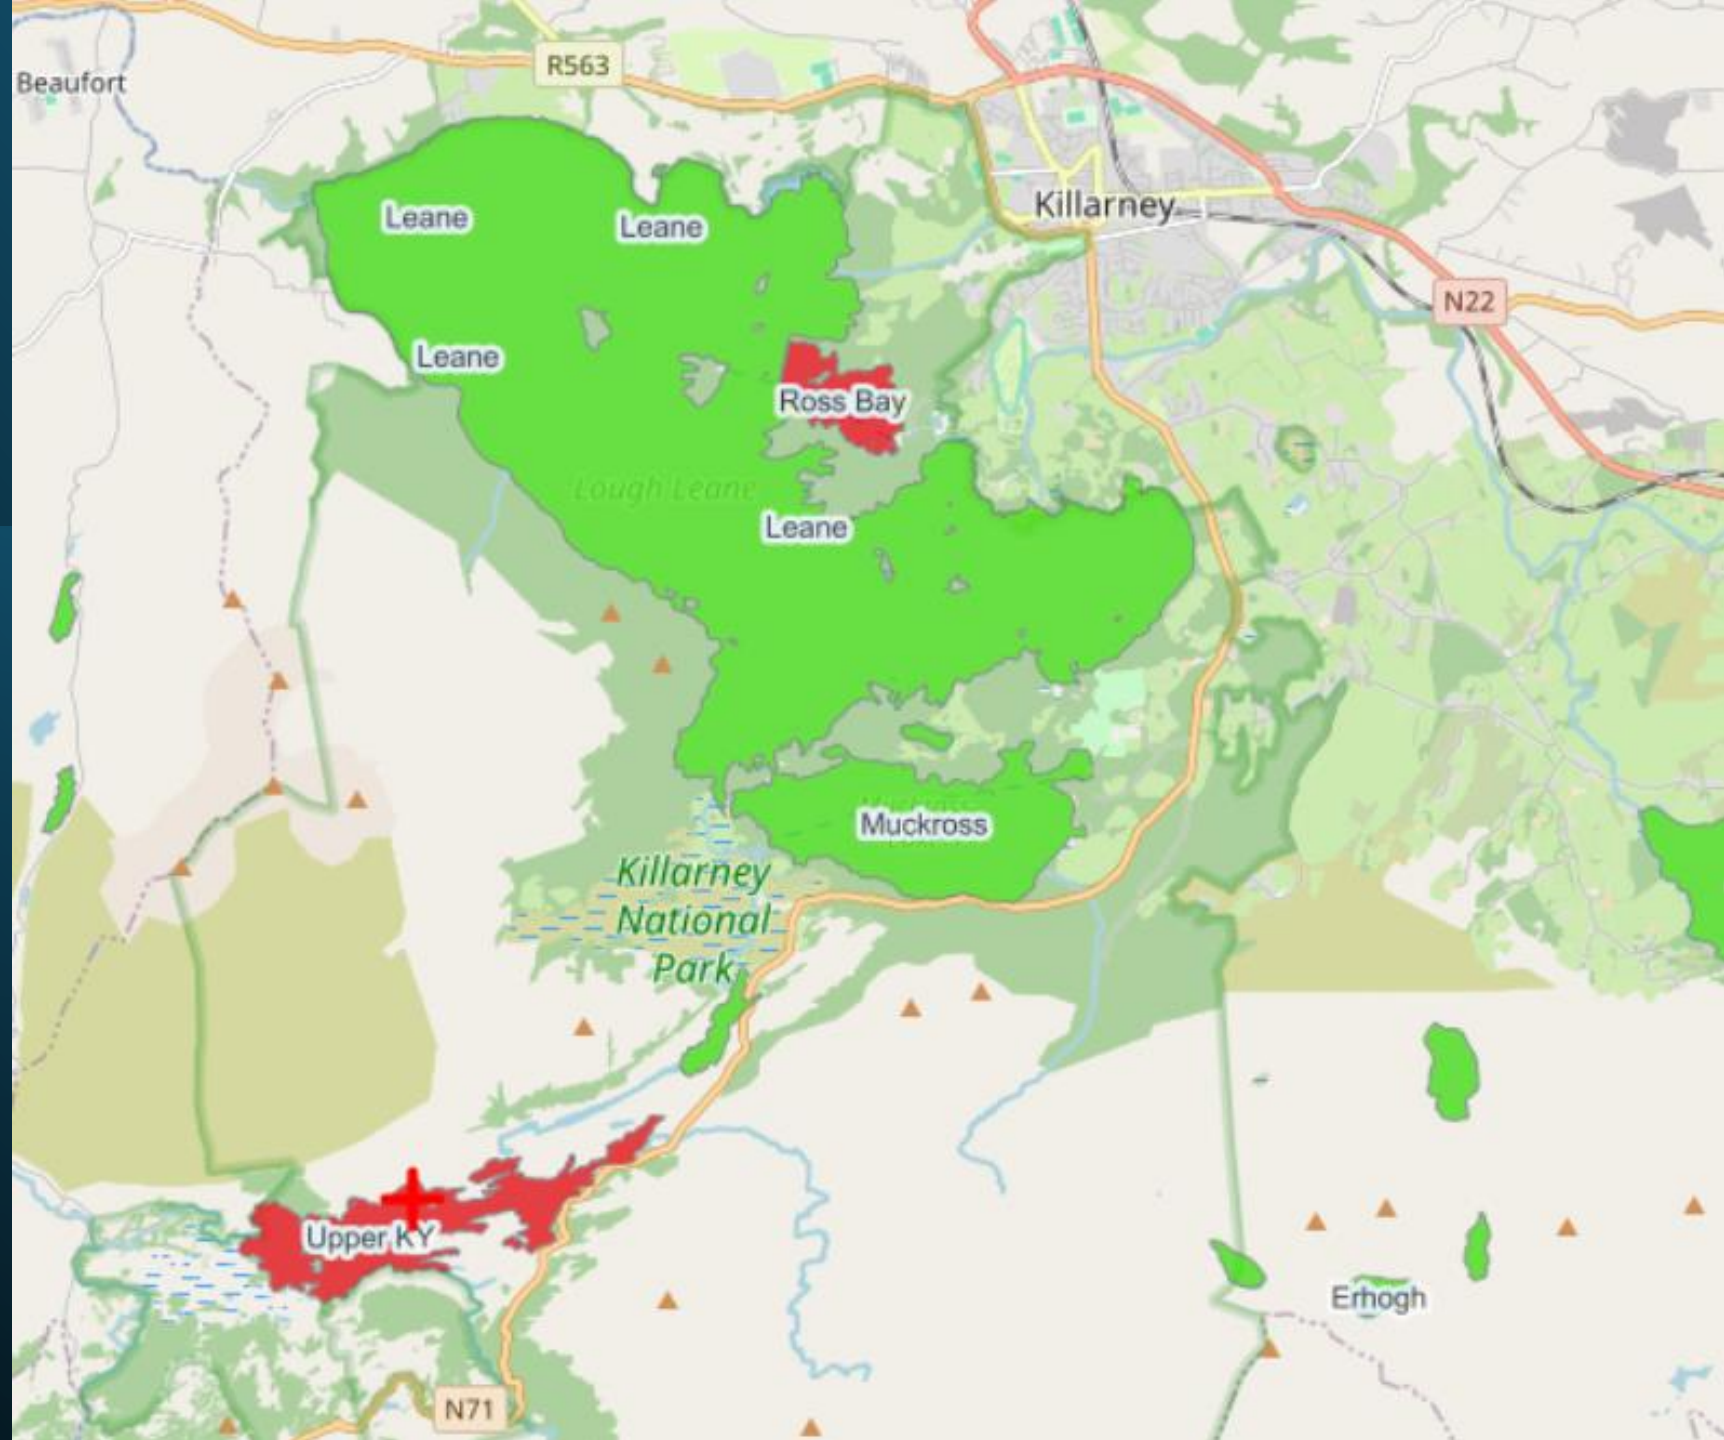 R563
Beaufort
Killarney
Leane
Leane
N22
Leane
Ross Bay
Lough Leane
Leane
Muckross
Killarney
National
Park
Upper KY
Erhogh
N71